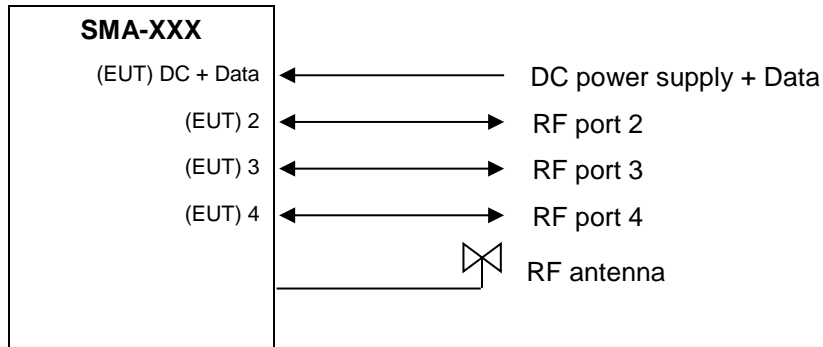 SMA-XXX
(EUT) DC + Data
DC power supply + Data
(EUT) 2
RF port 2
(EUT) 3
RF port 3
(EUT) 4
RF port 4
RF antenna